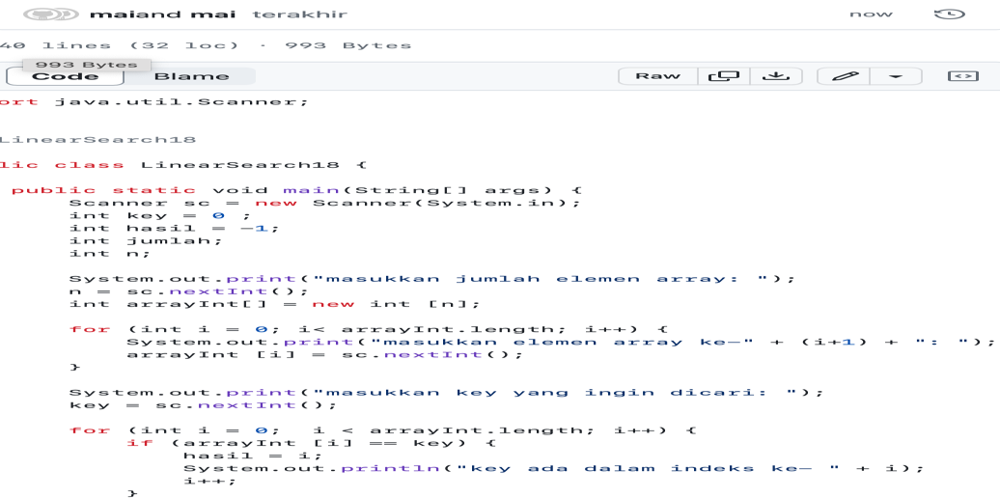 maiand mai terakhir now
40 lines (32 loc) · 993 Bytes
993 Bytes
Code Blame Raw
ort java.util.Scanner;
LinearSearch18
lic class LinearSearch18 {
public static void main(String[] args) {
Scanner sc = new Scanner(System.in);
int key = 0 ;
int hasil = -1;
int jumlah;
int n;
System.out.print("masukkan jumlah elemen array: ");
n = sc.nextInt();
int arrayInt[] = new int [n];
for (int i = 0; i< arrayInt.length; i++) {
System.out.print("masukkan elemen array ke-" + (i+1) + ": ");
arrayInt [i] = sc.nextInt();
}
System.out.print("masukkan key yang ingin dicari: ");
key = sc.nextInt();
for (int i = 0;  i < arrayInt.length; i++) {
if (arrayInt [i] == key) {
hasil = i;
System.out.println("key ada dalam indeks ke- " + i);
i++;
}